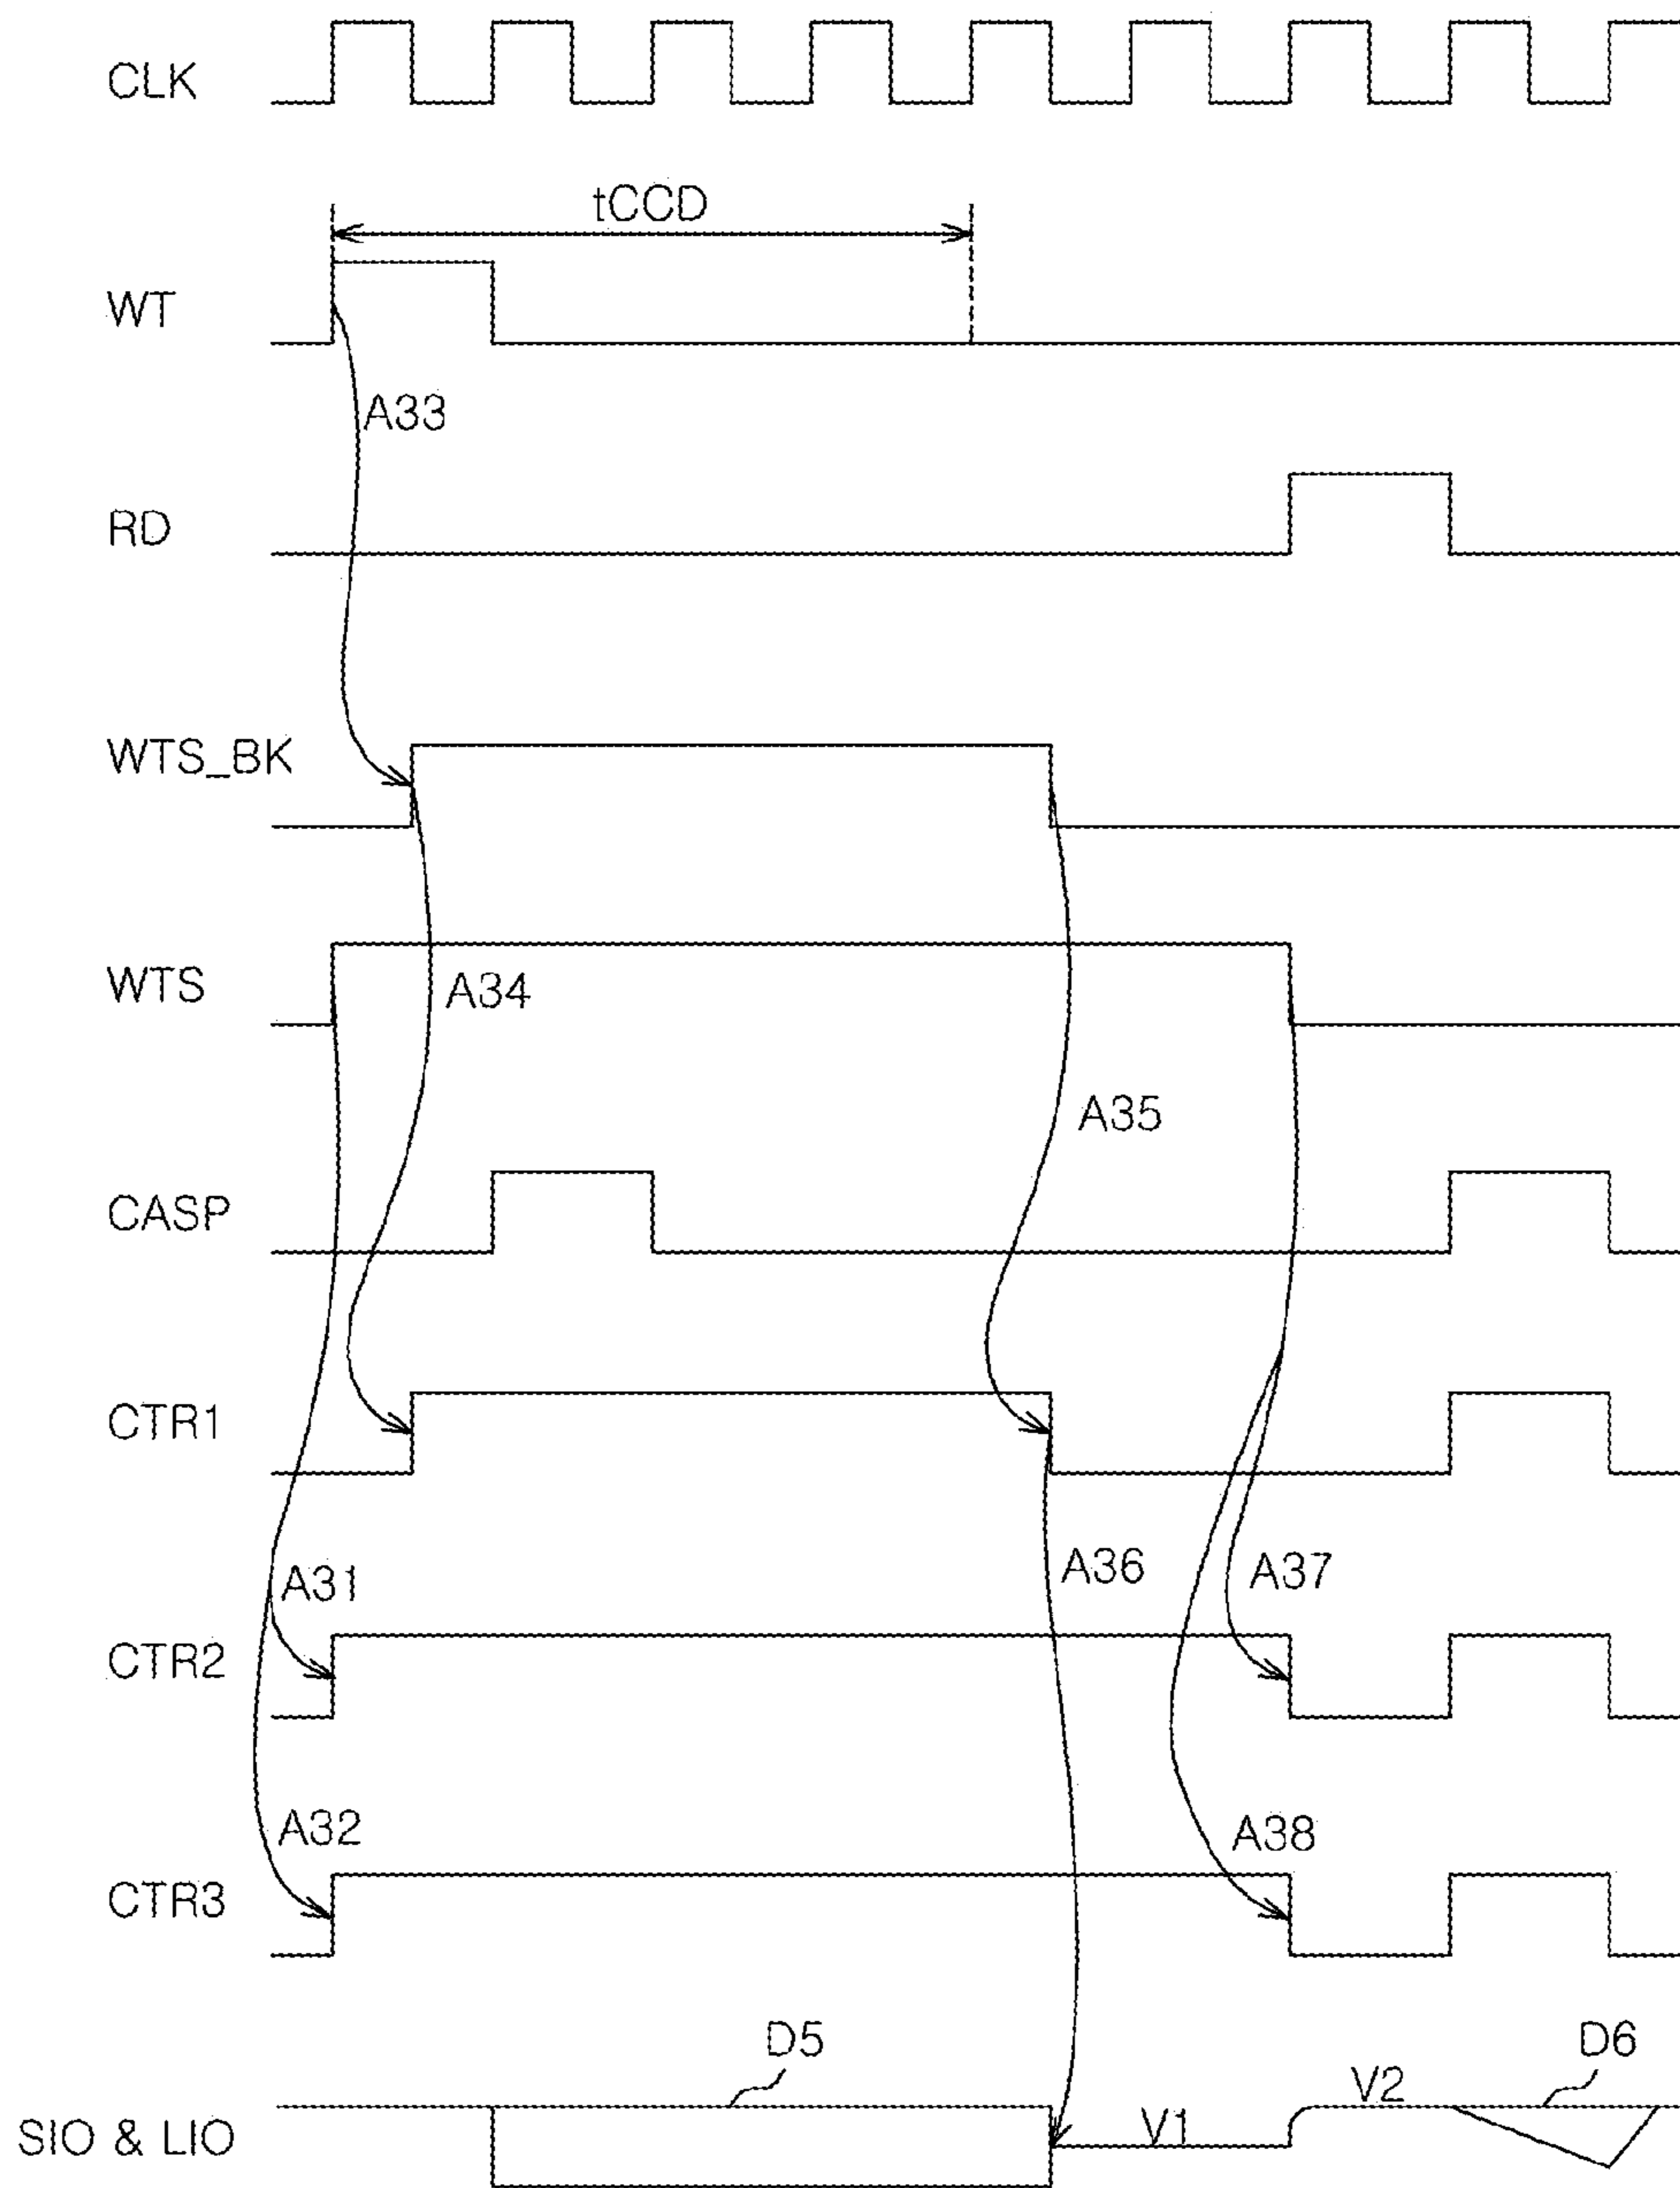 CLK
tCCD
WT
A33
RD
WTS_BK
WTS
A34
A35
CASP
CTR1
A31
A36
A37
CTR2
A32
A38
CTR3
D5
D6
V2
SIO & LIO
V1